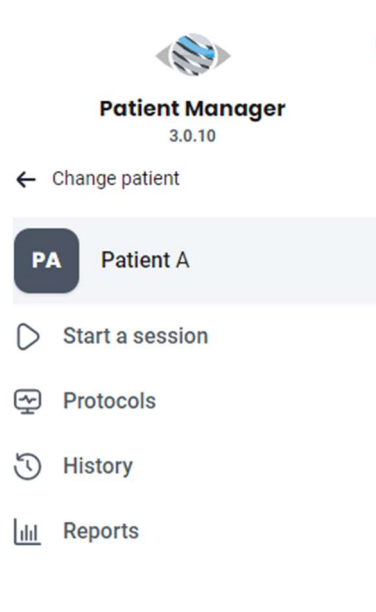 Patient Manager
3.0.10
Change patient
PA Patient A
Start a session
Protocols
History
Reports